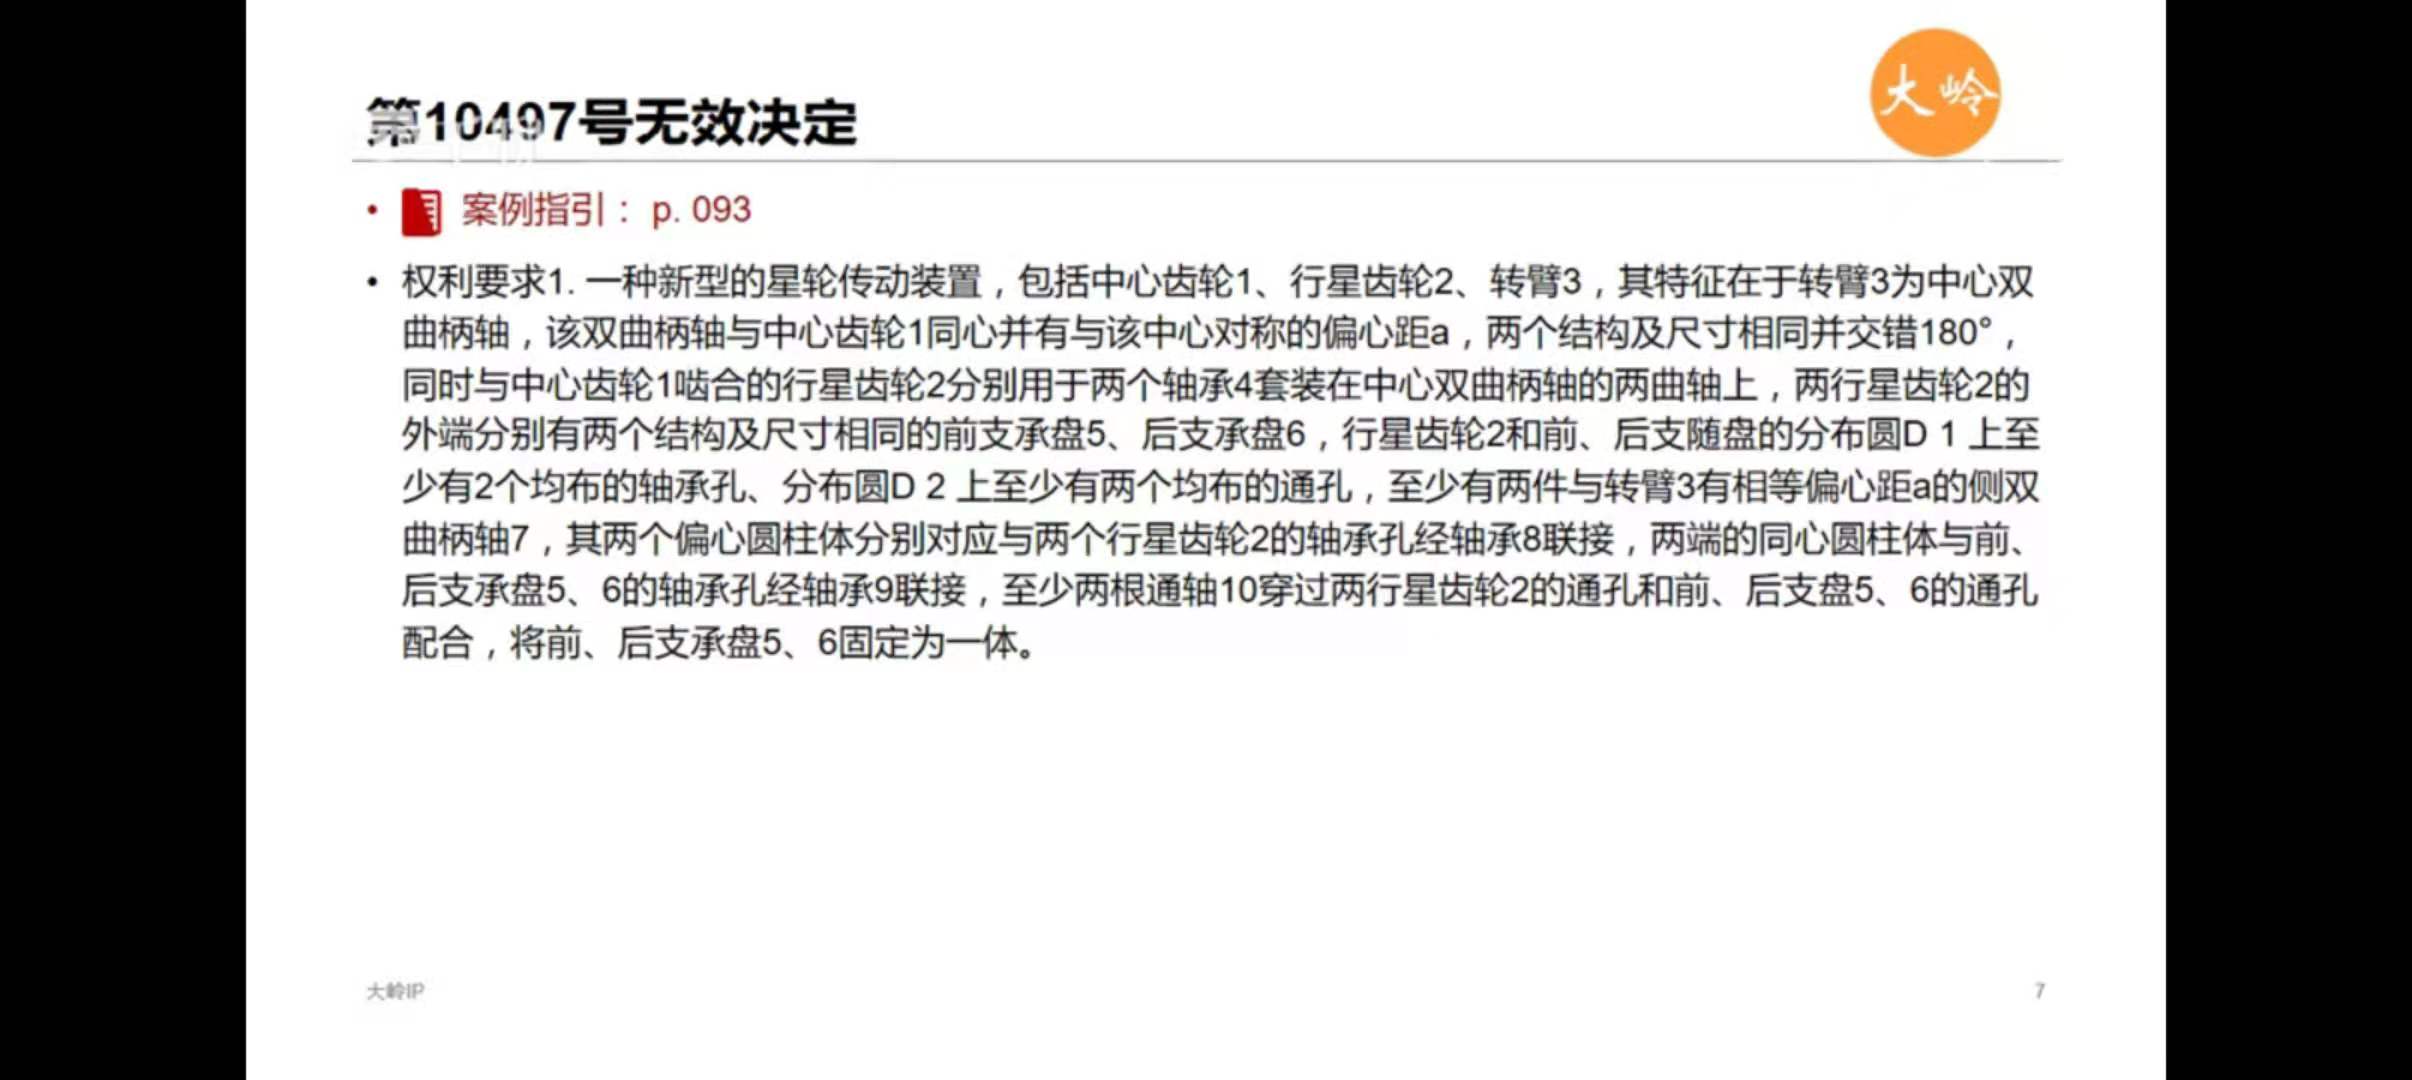 大岭
第10497号无效决定
• 案例指引： p. 093
• 权利要求1. 一种新型的星轮传动装置，包括中心齿轮1、行星齿轮2、转臂3，其特征在于转臂3为中心双
曲柄轴，该双曲柄轴与中心齿轮1同心并有与该中心对称的偏心距a，两个结构及尺寸相同并交错180°，
同时与中心齿轮1啮合的行星齿轮2分别用于两个轴承4套装在中心双曲柄轴的两曲轴上，两行星齿轮2的
外端分别有两个结构及尺寸相同的前支承盘5、后支承盘6，行星齿轮2和前、后支随盘的分布圆D 1 上至
少有2个均布的轴承孔、分布圆D 2 上至少有两个均布的通孔，至少有两件与转臂3有相等偏心距a的侧双
曲柄轴7，其两个偏心圆柱体分别对应与两个行星齿轮2的轴承孔经轴承8联接，两端的同心圆柱体与前、
后支承盘5、6的轴承孔经轴承9联接，至少两根通轴10穿过两行星齿轮2的通孔和前、后支盘5、6的通孔
配合，将前、后支承盘5、6固定为一体。
大岭IP
7